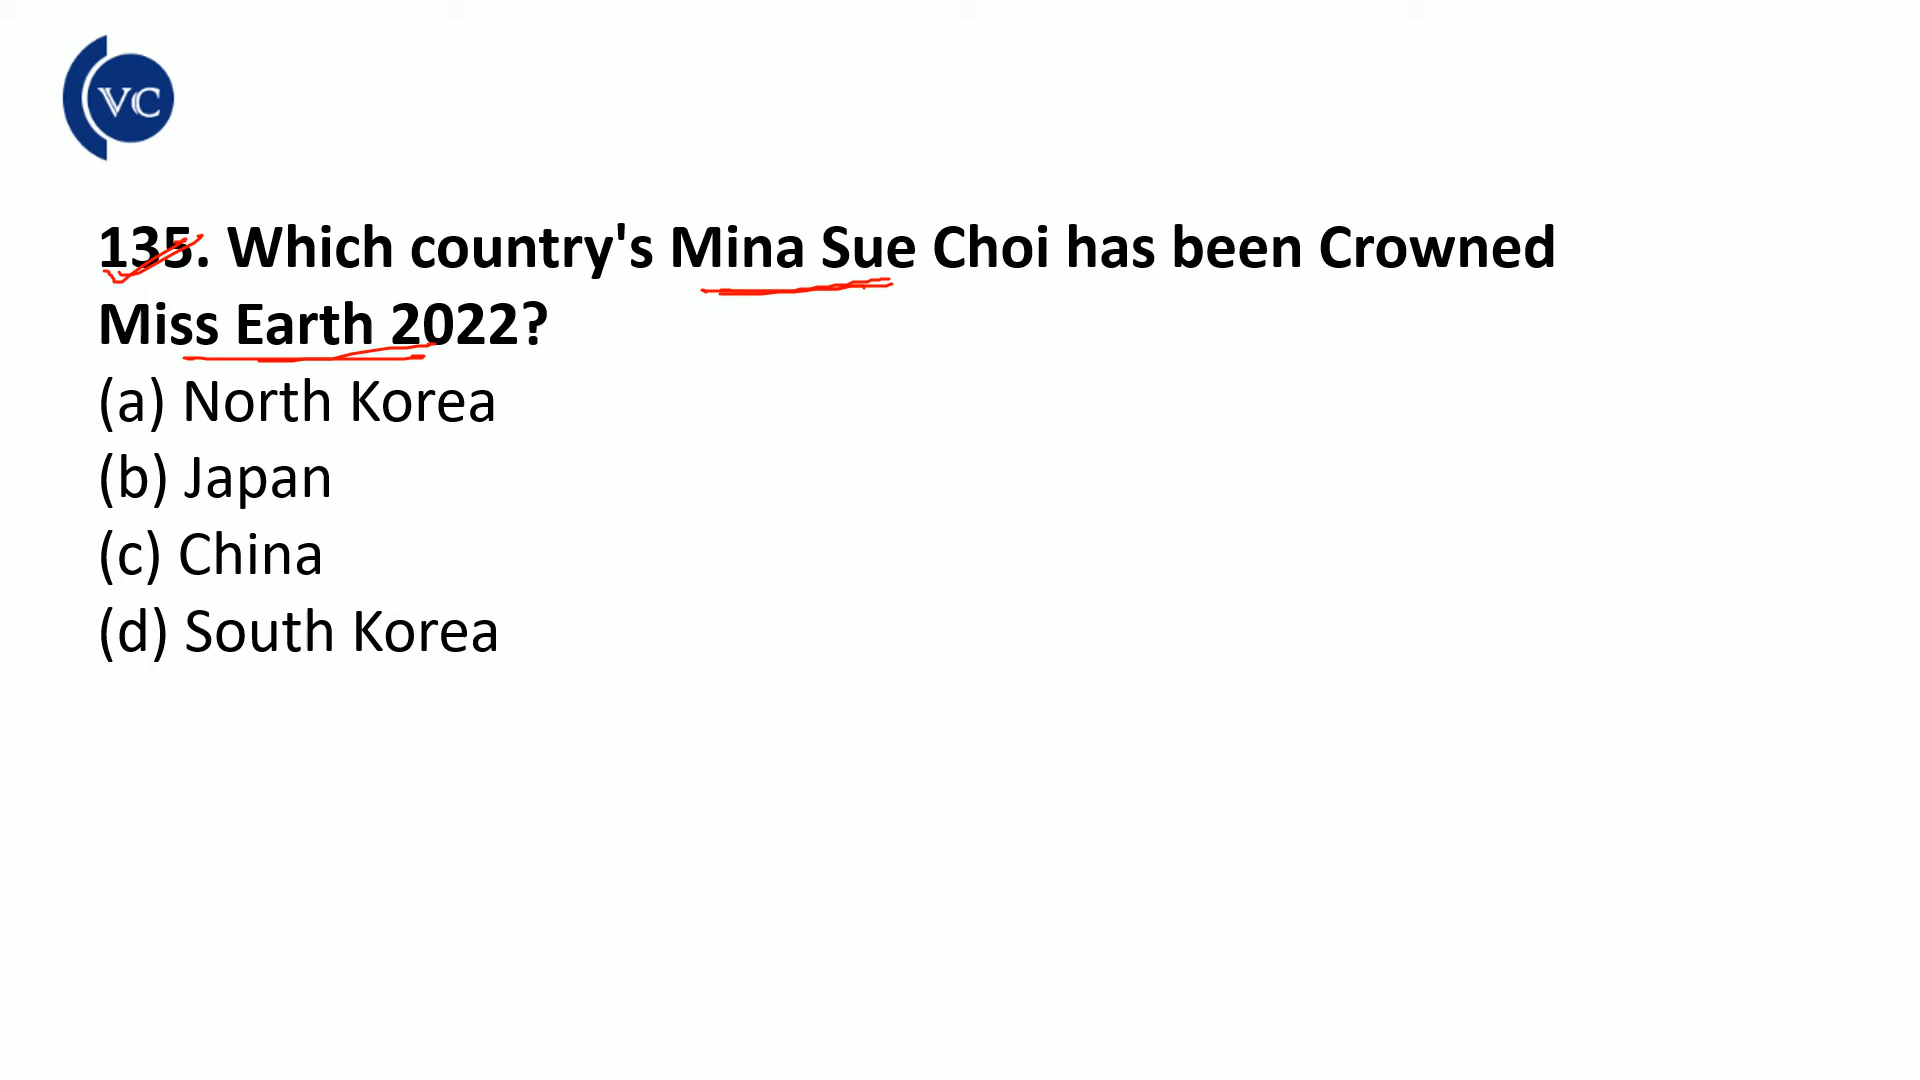 VC
135. Which country's Mina Sue Choi has been Crowned
Miss Earth 2022?
(a) North Korea
(b) Japan
(c) China
(d) South Korea